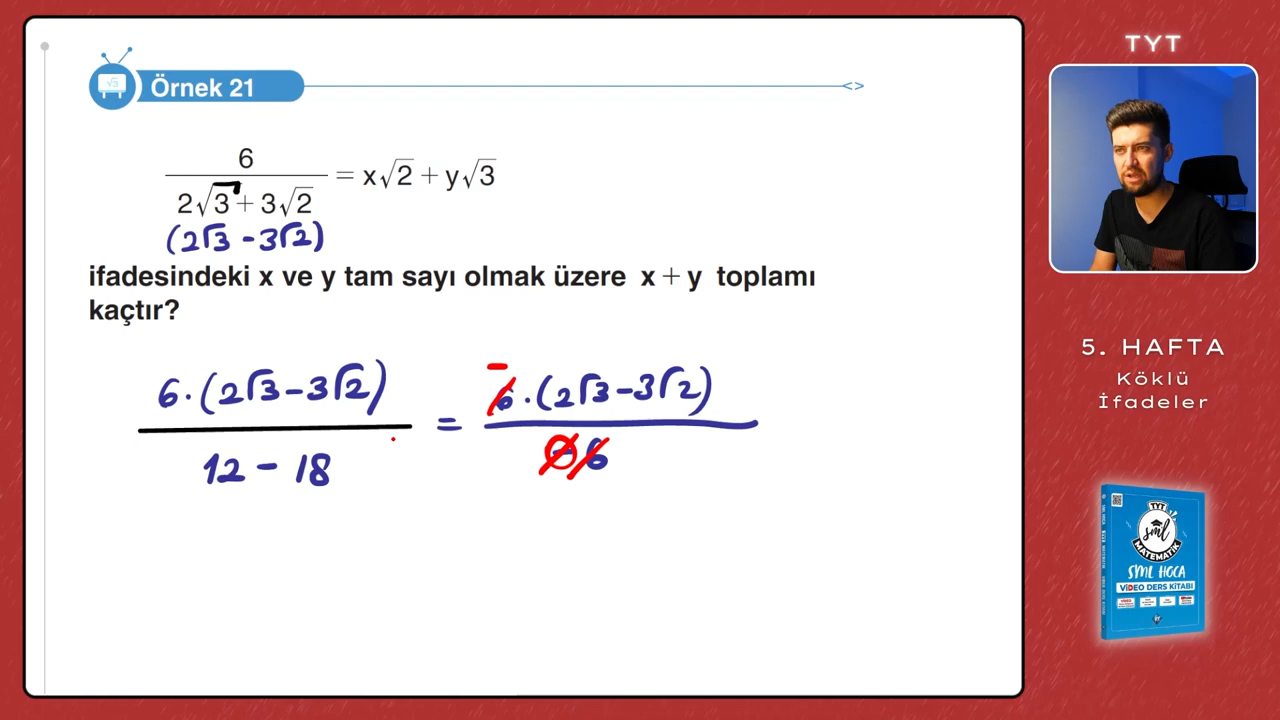 TYT
Örnek 21
6
2√3 + 3√2
= x√2 + y√3
(2√3 - 3√2)
ifadesindeki x ve y tam sayı olmak üzere x + y toplamı
kaçtır?
6·(2√3-3√2)
12 - 18
=
-
6·(2√3-3√2)
-6
5. HAFTA
Köklü
İfadeler
TYT
sml
MATEMATİK
SML HOCA
VİDEO DERS KİTABI